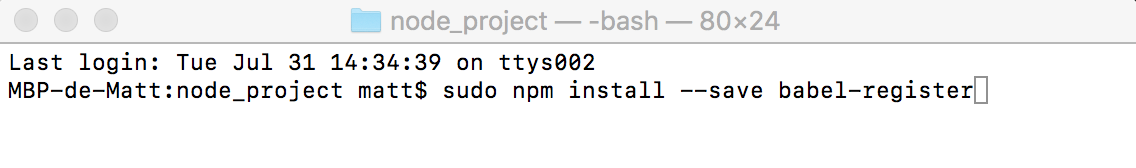 node_project — -bash — 80×24
Last login: Tue Jul 31 14:34:39 on ttys002
MBP-de-Matt:node_project matt$ sudo npm install --save babel-register